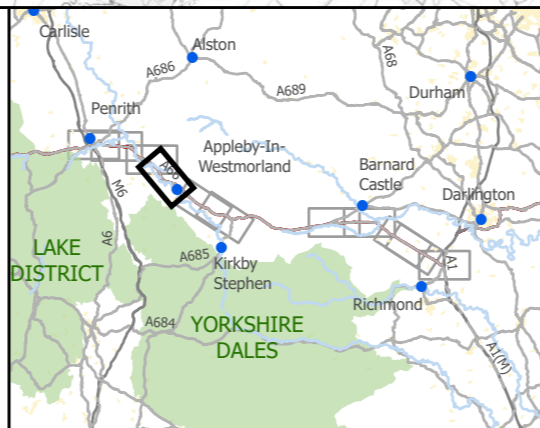 Carlisle
Alston
A686
A68
A689
Durham
Penrith
Appleby-In-
Westmorland
A66
Barnard
Castle
Darlington
M6
A6
LAKE
DISTRICT
A685
Kirkby
Stephen
A1
Richmond
A684
YORKSHIRE
DALES
A1(M)